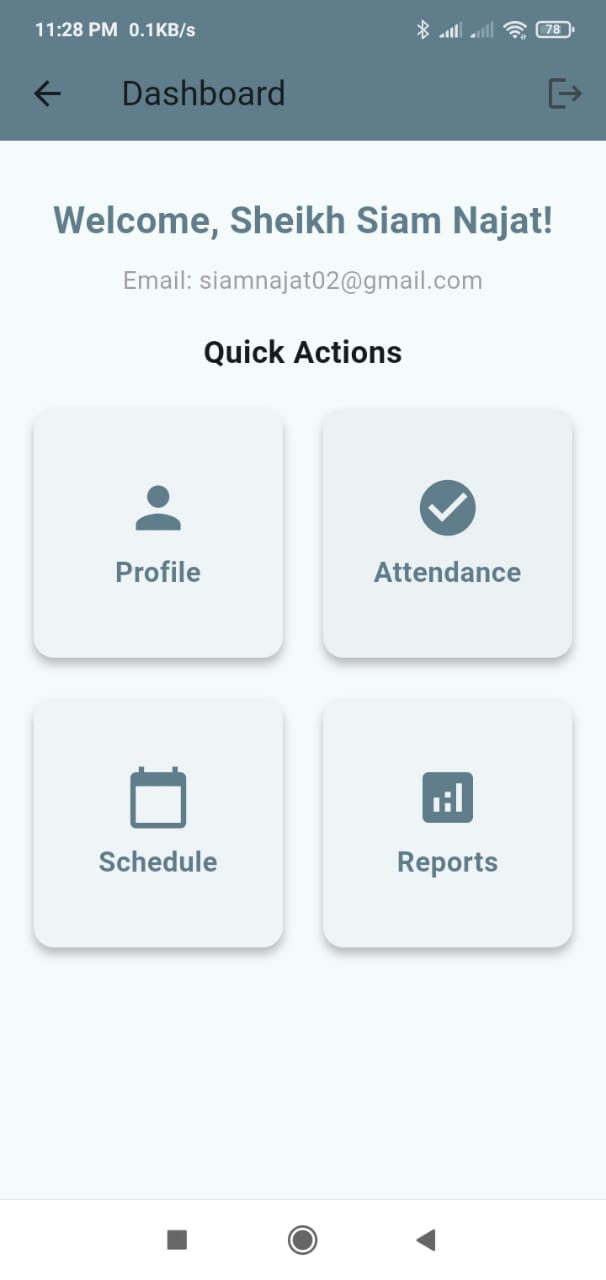 11:28 PM 0.1KB/s 78
Dashboard
Welcome, Sheikh Siam Najat!
Email: siamnajat02@gmail.com
Quick Actions
Profile Attendance
Schedule Reports